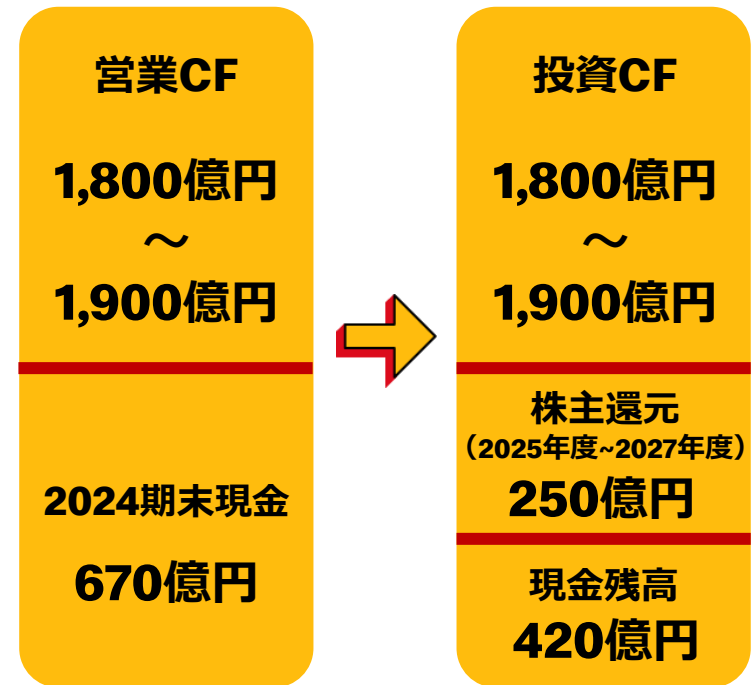 営業CF
1,800億円
〜
1,900億円
2024期末現金
670億円
投資CF
1,800億円
〜
1,900億円
株主還元
（2025年度~2027年度）
250億円
現金残高
420億円